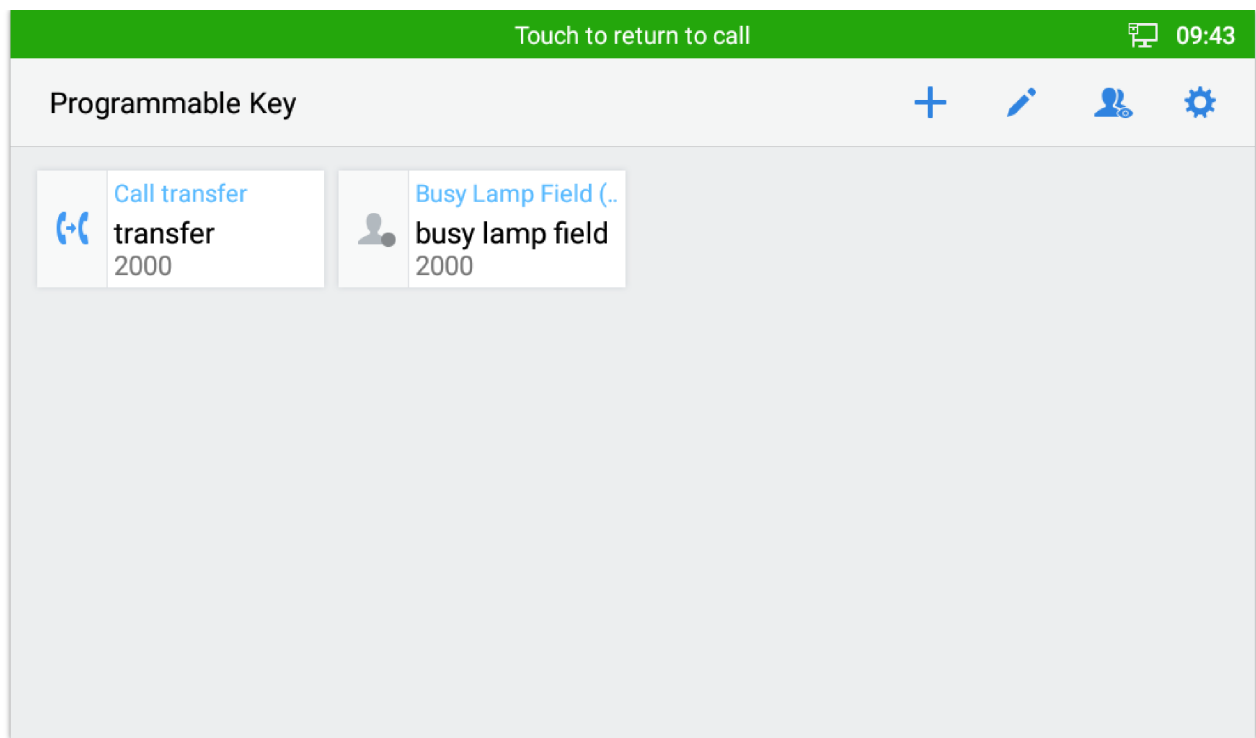 Touch to return to call
09:43
Programmable Key
Call transfer
transfer
2000
Busy Lamp Field (..
busy lamp field
2000